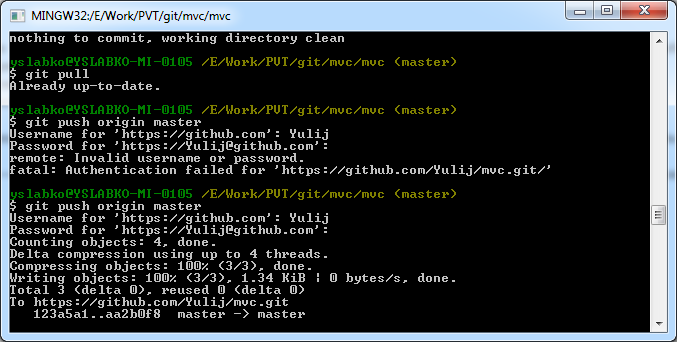 MINGW32:/E/Work/PVT/git/mvc/mvc
nothing to commit, working directory clean
yslabko@YSLABKO-MI-0105 /E/Work/PVT/git/mvc/mvc (master)
$ git pull
Already up-to-date.
yslabko@YSLABKO-MI-0105 /E/Work/PVT/git/mvc/mvc (master)
$ git push origin master
Username for 'https://github.com': Yulij
Password for 'https://Yulij@github.com':
remote: Invalid username or password.
fatal: Authentication failed for 'https://github.com/Yulij/mvc.git/'
yslabko@YSLABKO-MI-0105 /E/Work/PVT/git/mvc/mvc (master)
$ git push origin master
Username for 'https://github.com': Yulij
Password for 'https://Yulij@github.com':
Counting objects: 4, done.
Delta compression using up to 4 threads.
Compressing objects: 100% (3/3), done.
Writing objects: 100% (3/3), 1.34 KiB | 0 bytes/s, done.
Total 3 (delta 0), reused 0 (delta 0)
To https://github.com/Yulij/mvc.git
   123a5a1..aa2b0f8  master -> master